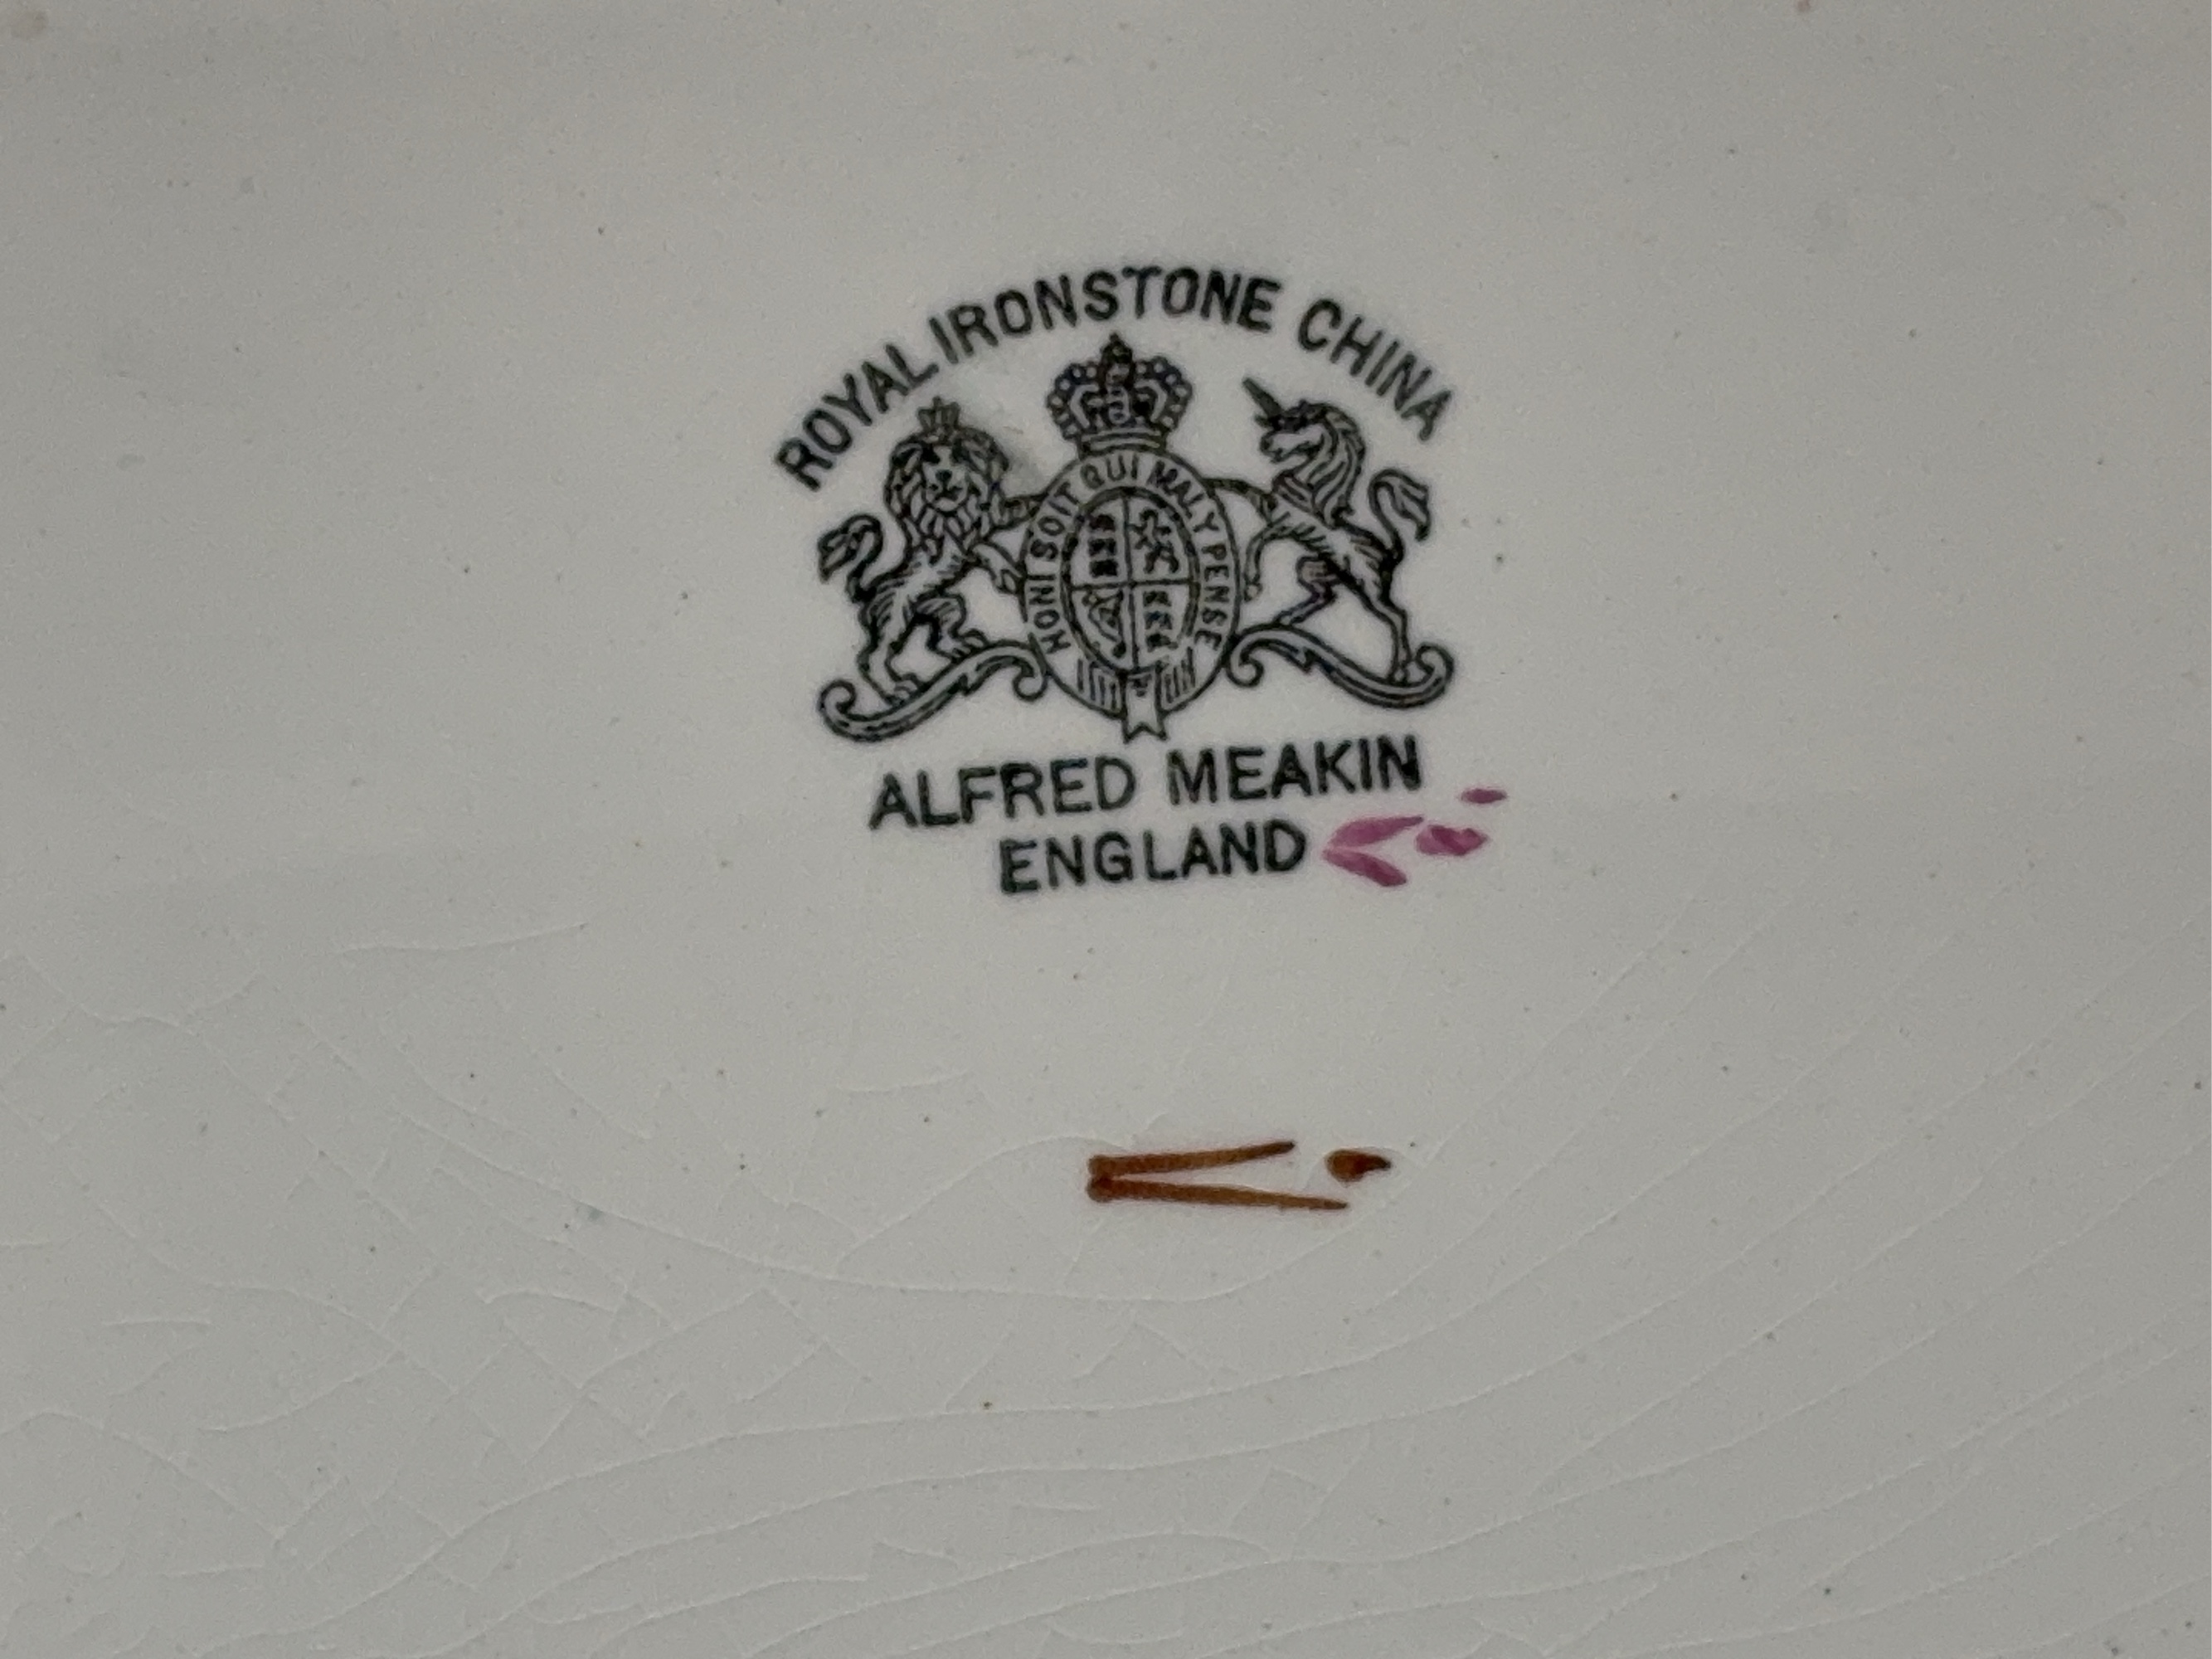 ROYAL IRONSTONE CHINA
HONI SOIT QUI MAL Y PENSE
ALFRED MEAKIN
ENGLAND